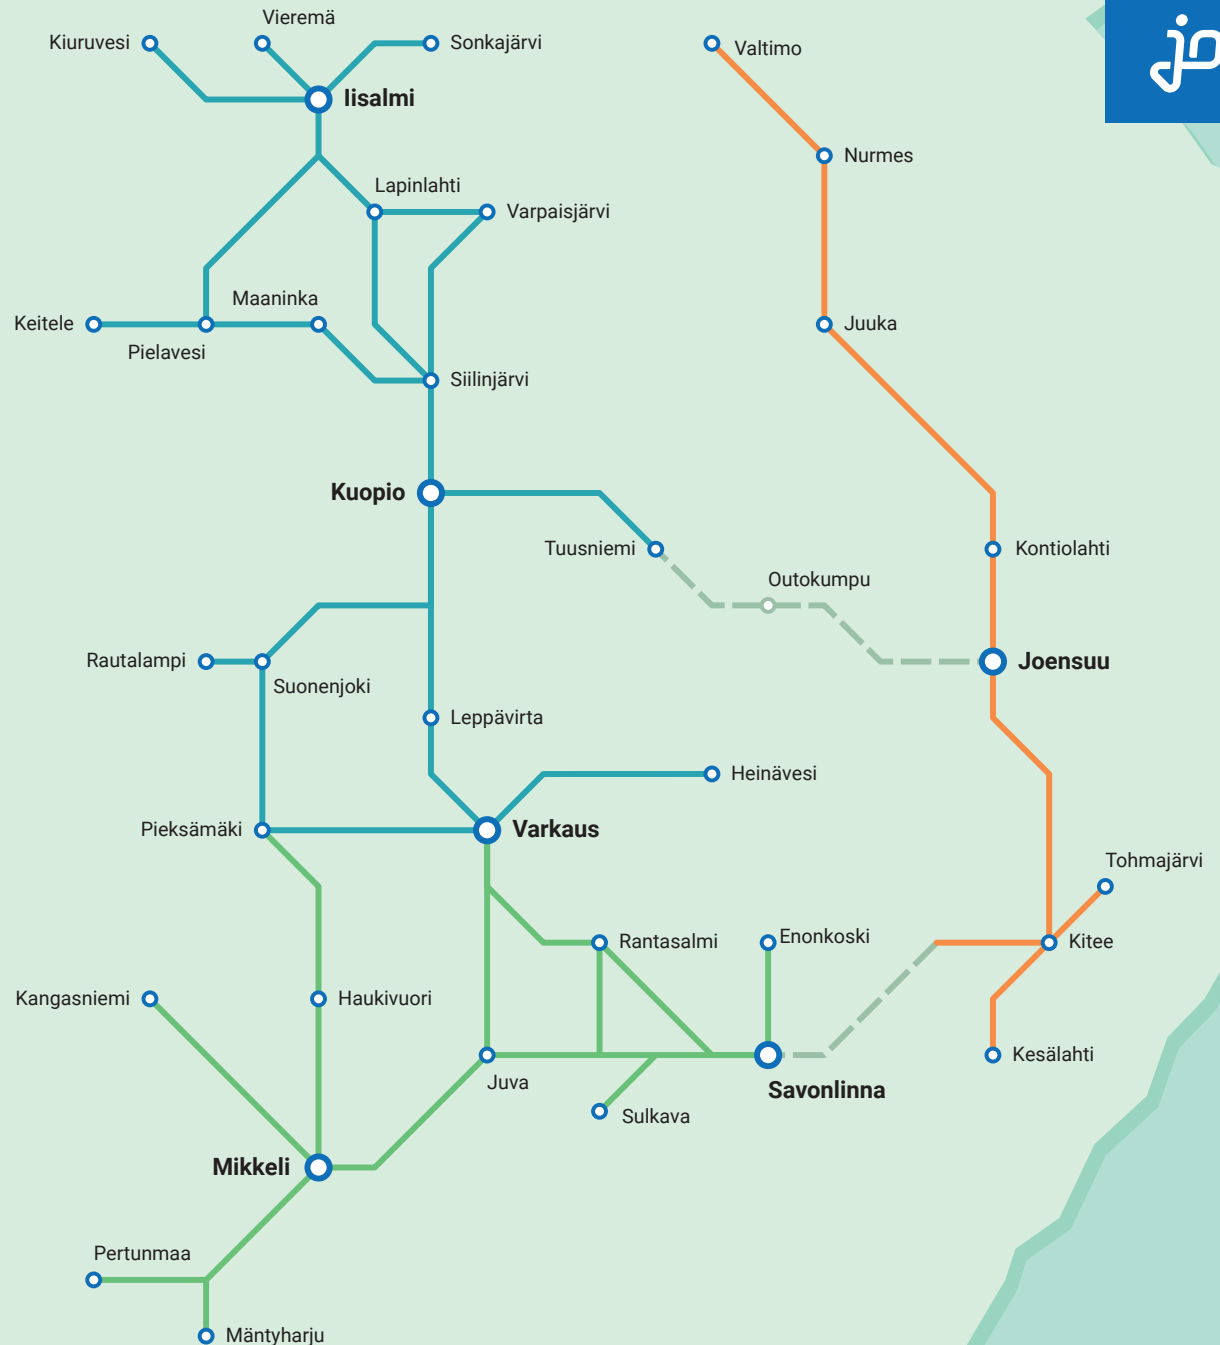 Vieremä
Kiuruvesi
Sonkajärvi
Valtimo
jo
Iisalmi
Nurmes
Lapinlahti
Varpaisjärvi
Maaninka
Keitele
Juuka
Pielavesi
Siilinjärvi
Kuopio
Tuusniemi
Kontiolahti
Outokumpu
Rautalampi
Joensuu
Suonenjoki
Leppävirta
Heinävesi
Pieksämäki
Varkaus
Tohmajärvi
Enonkoski
Rantasalmi
Kitee
Kangasniemi
Haukivuori
Kesälahti
Juva
Savonlinna
Sulkava
Mikkeli
Pertunmaa
Mäntyharju